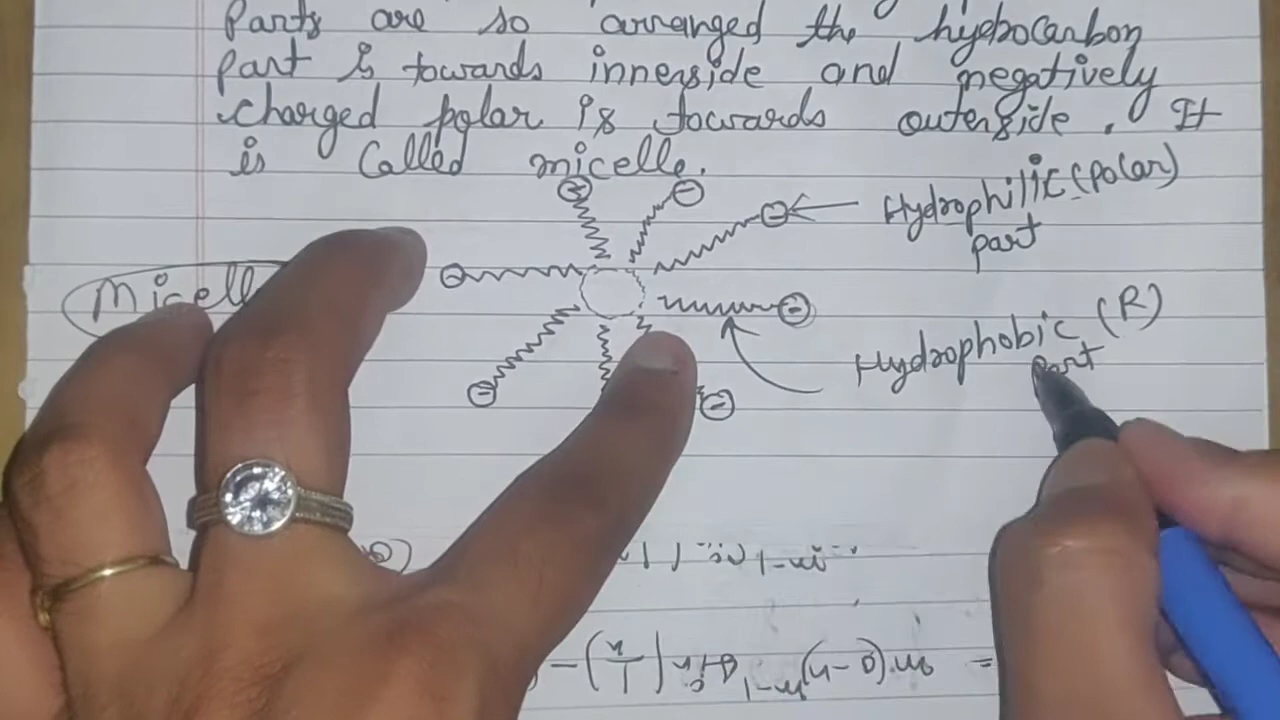 Parts are so arranged the hydrocarbon
part is towards innerside and negatively
charged polar is towards outerside. It
is called micelle.
Hydrophilic (polar)
part
Micell
Hydrophobic (R)
part